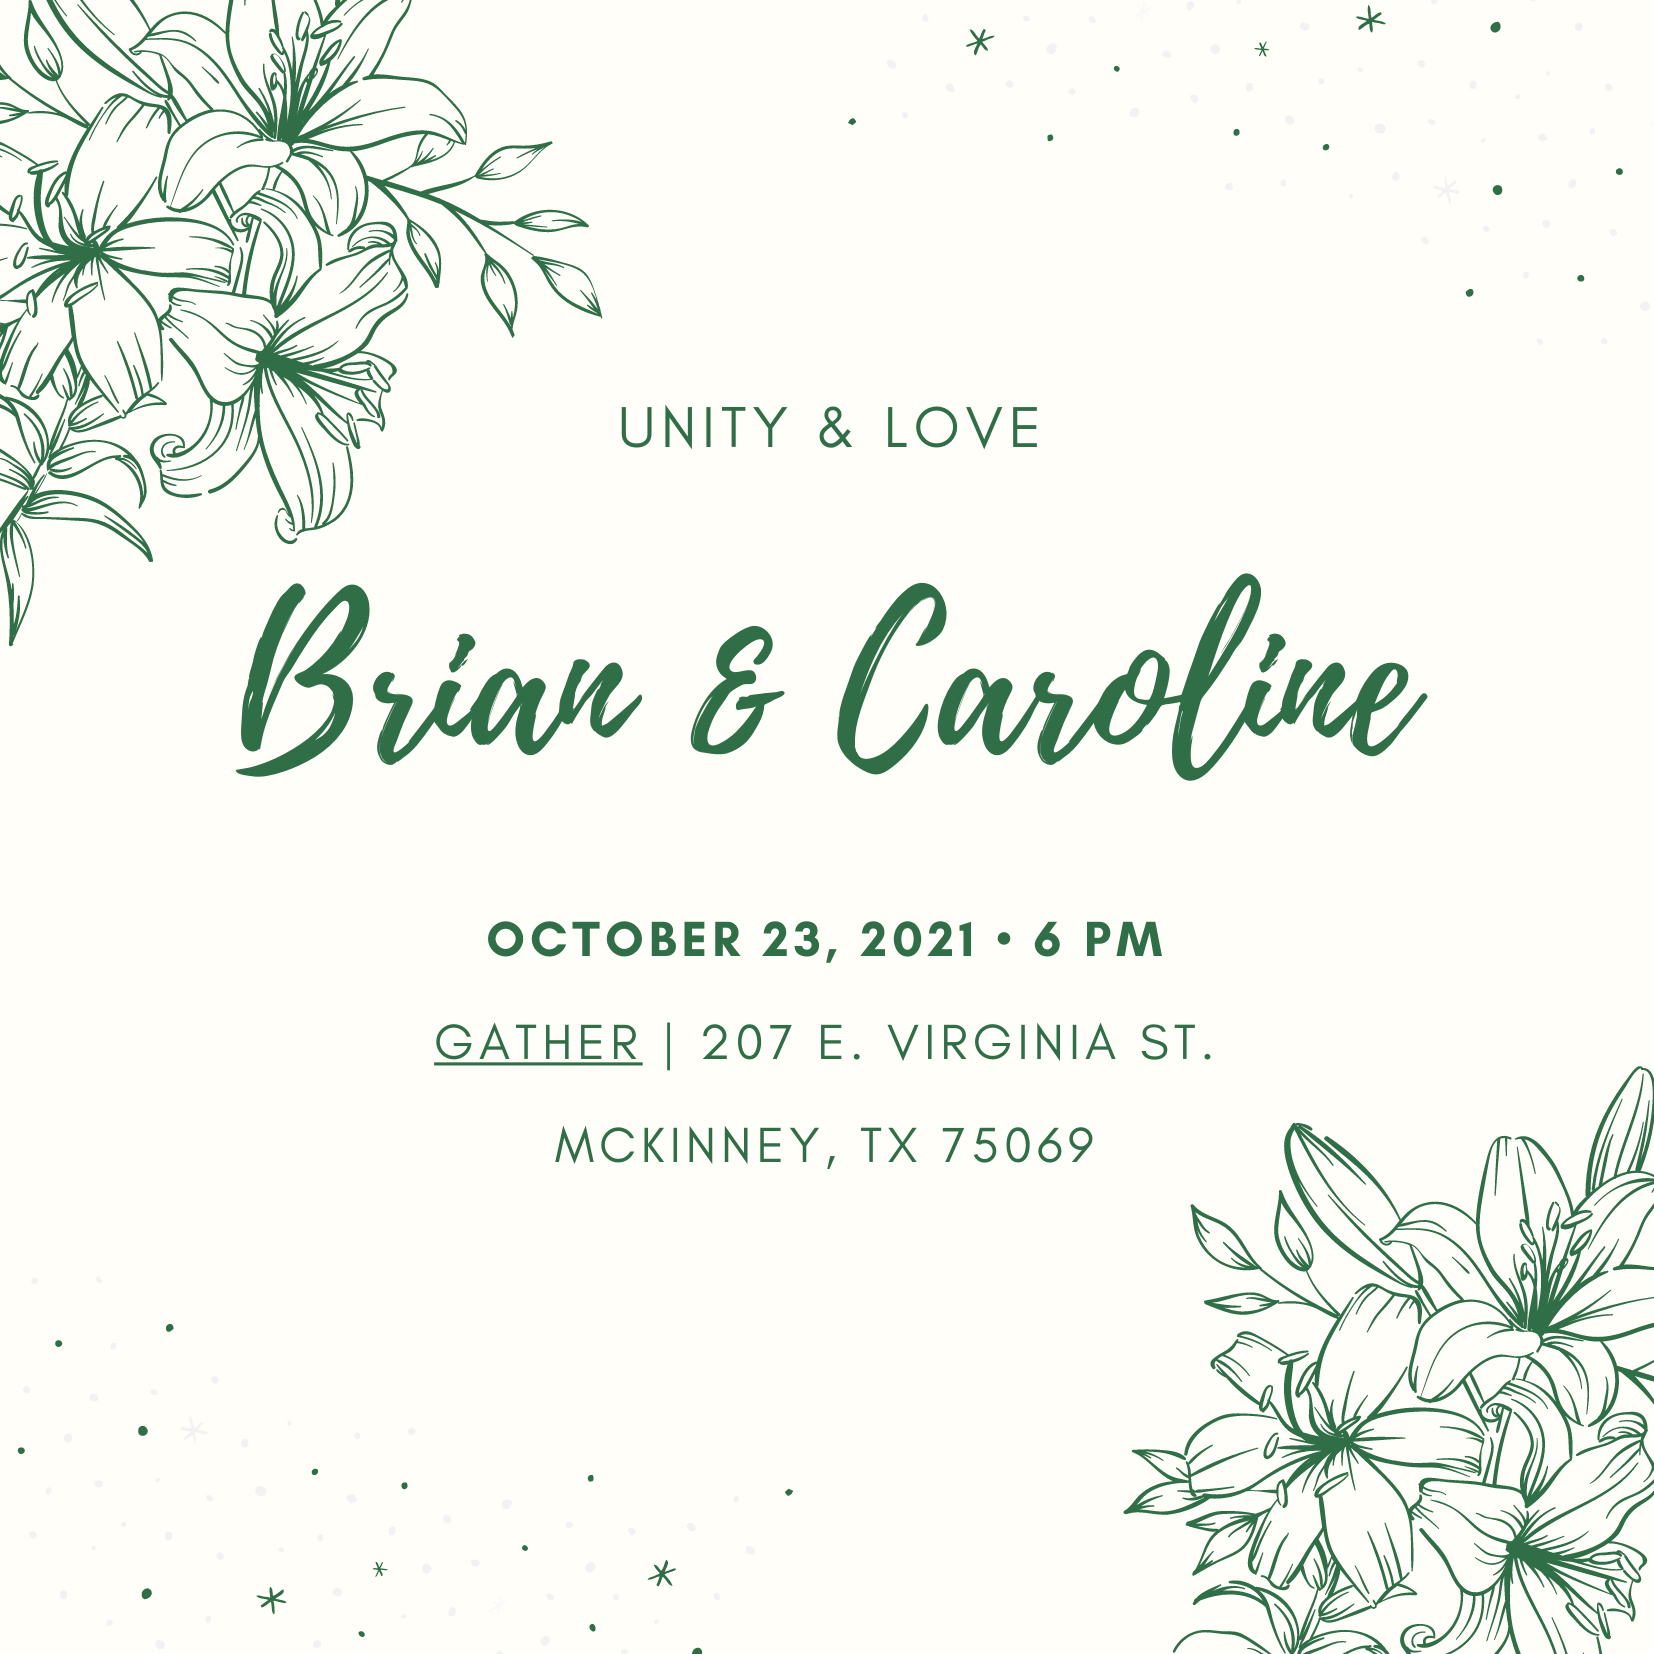 UNITY & LOVE
Brian & Caroline
OCTOBER 23, 2021 • 6 PM
GATHER | 207 E. VIRGINIA ST.
MCKINNEY, TX 75069